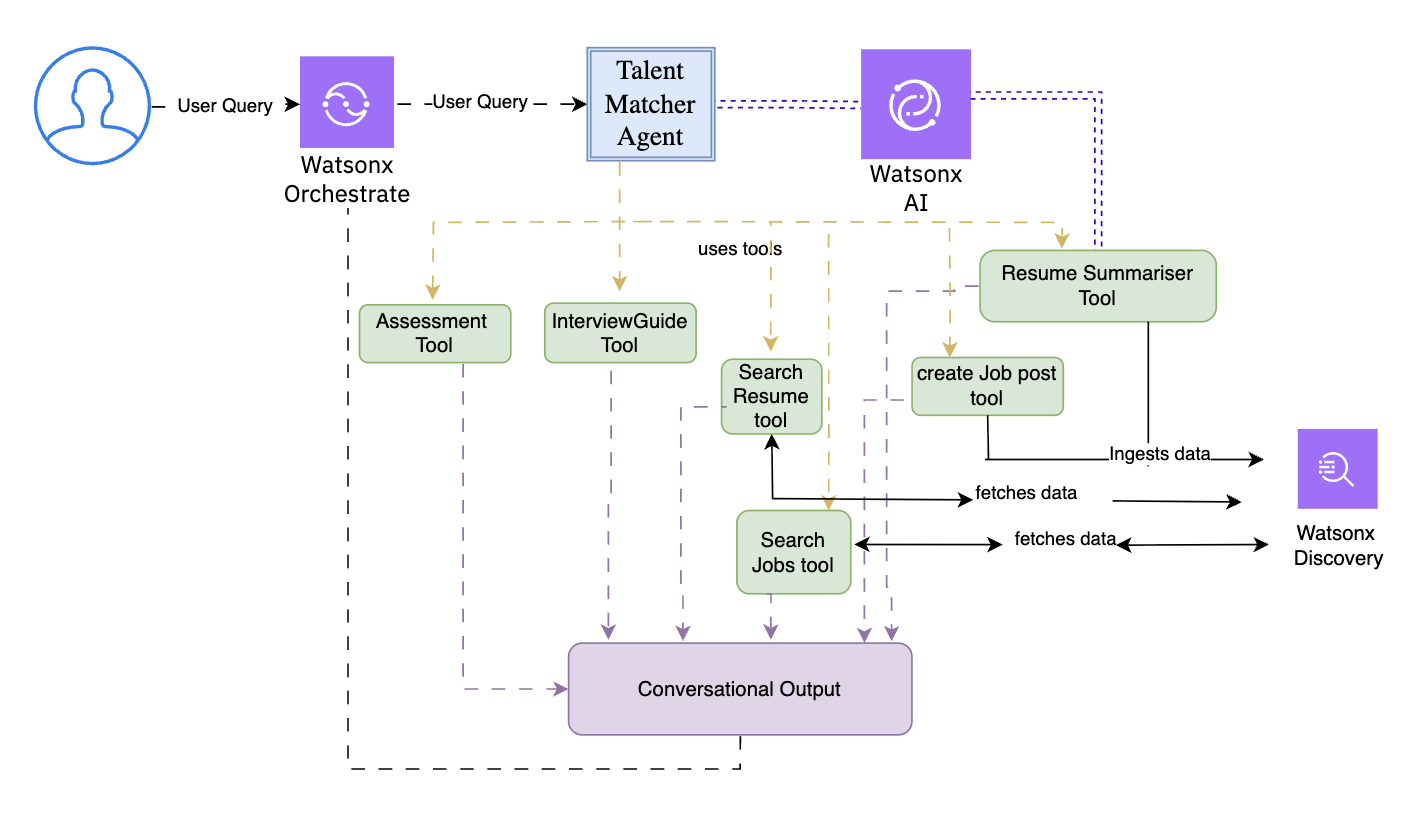 User Query
Watsonx
Orchestrate
User Query
Talent
Matcher
Agent
Watsonx
AI
uses tools
Resume Summariser
Tool
Assessment
Tool
InterviewGuide
Tool
Search
Resume
tool
create Job post
tool
Ingests data
fetches data
Search
Jobs tool
fetches data
Watsonx
Discovery
Conversational Output